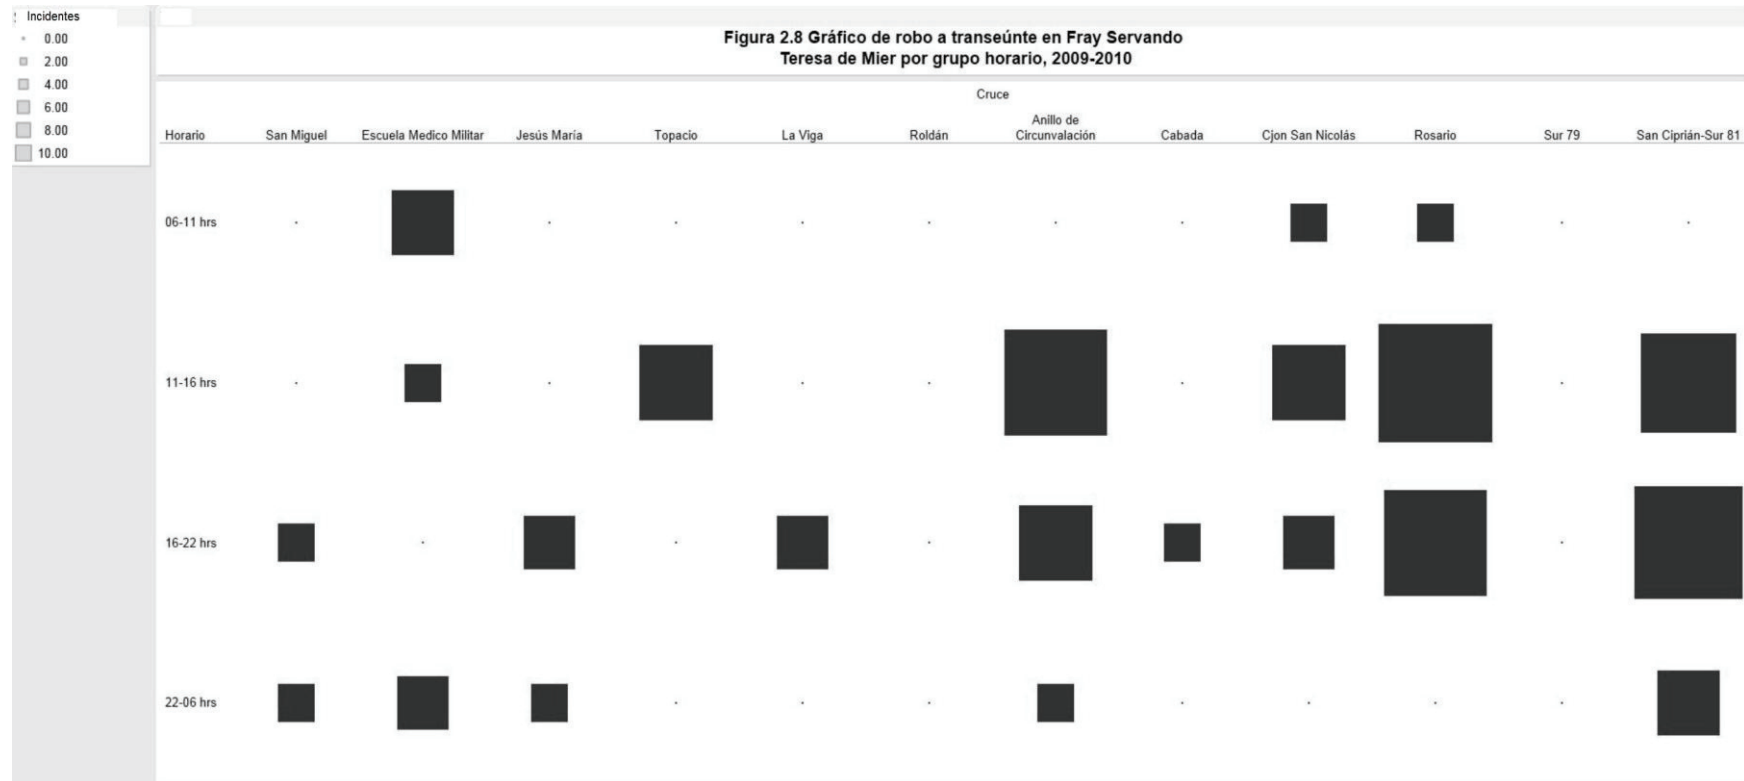 Incidentes
0.00
2.00
4.00
6.00
8.00
10.00
Figura 2.8 Gráfico de robo a transeúnte en Fray Servando
Teresa de Mier por grupo horario, 2009-2010
Cruce
Horario San Miguel Escuela Medico Militar Jesús María Topacio La Viga Roldán Anillo de Circunvalación Cabada Cjon San Nicolás Rosario Sur 79 San Ciprián-Sur 81
06-11 hrs
11-16 hrs
16-22 hrs
22-06 hrs